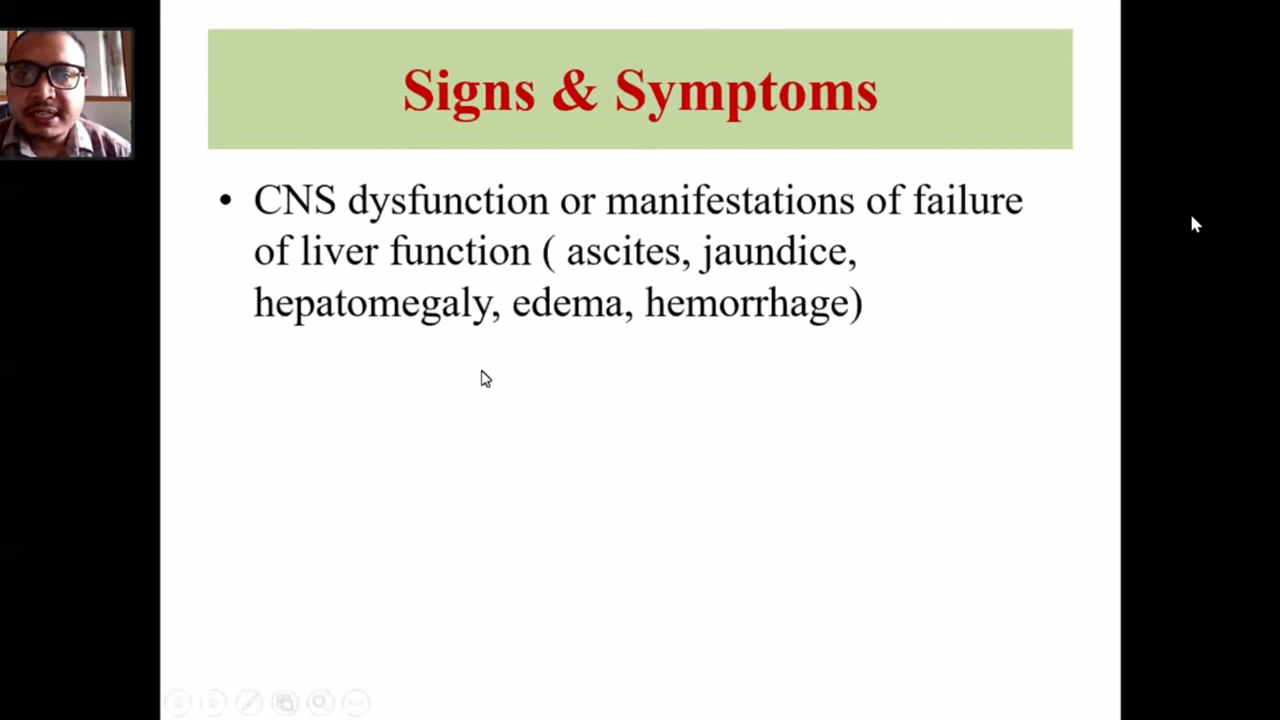 Signs & Symptoms
• CNS dysfunction or manifestations of failure
of liver function ( ascites, jaundice,
hepatomegaly, edema, hemorrhage)